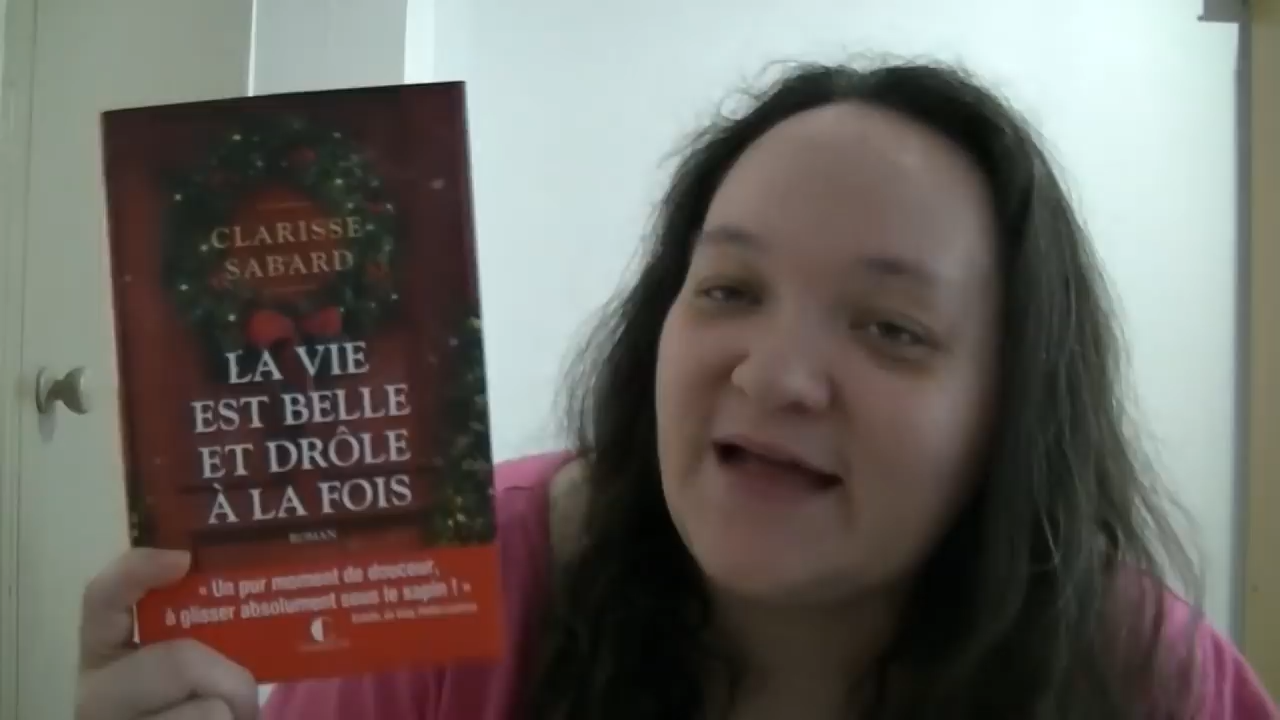 CLARISSE
SABARD
LA VIE
EST BELLE
ET DRÔLE
À LA FOIS
ROMAN
« Un pur moment de douceur,
à glisser absolument sous le sapin ! »